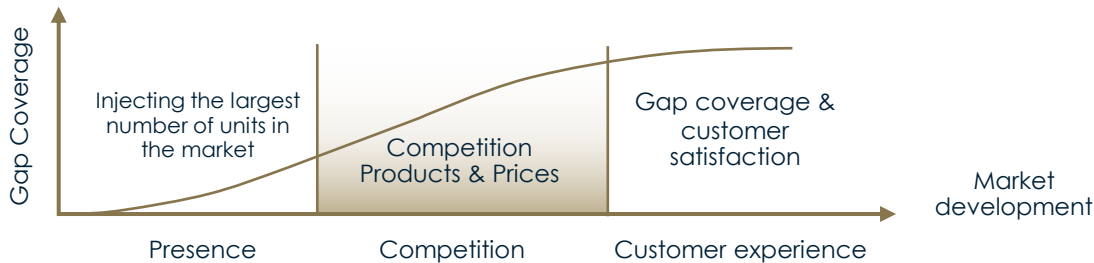 Gap Coverage
Injecting the largest
number of units in
the market
Competition
Products & Prices
Gap coverage &
customer
satisfaction
Market
development
Presence
Competition
Customer experience